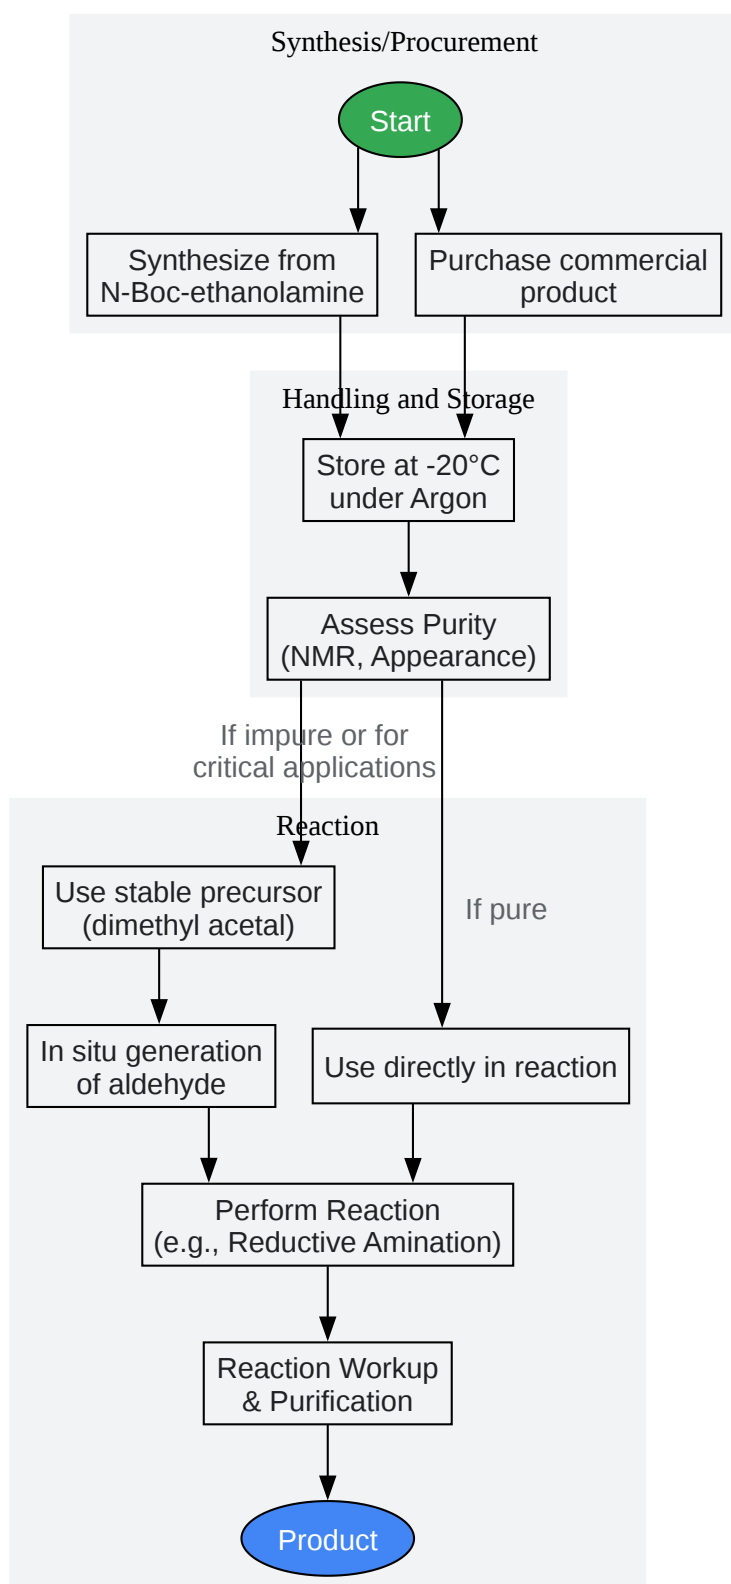 Synthesis/Procurement
Start
Synthesize from
N-Boc-ethanolamine
Purchase commercial
product
Handling and Storage
Store at -20°C
under Argon
Assess Purity
(NMR, Appearance)
If impure or for
critical applications
Reaction
Use stable precursor
(dimethyl acetal)
If pure
In situ generation
of aldehyde
Use directly in reaction
Perform Reaction
(e.g., Reductive Amination)
Reaction Workup
& Purification
Product